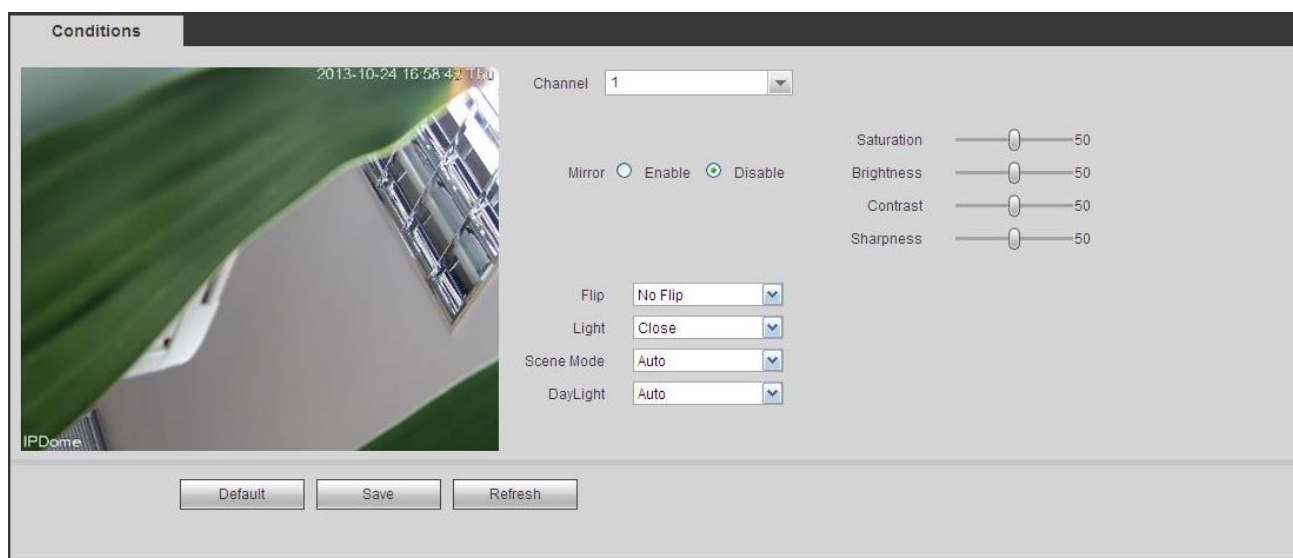 Conditions
2013-10-24 16:58:42 Thu
IPDome
Channel 1
Mirror Enable Disable
Saturation 50
Brightness 50
Contrast 50
Sharpness 50
Flip No Flip
Light Close
Scene Mode Auto
DayLight Auto
Default Save Refresh